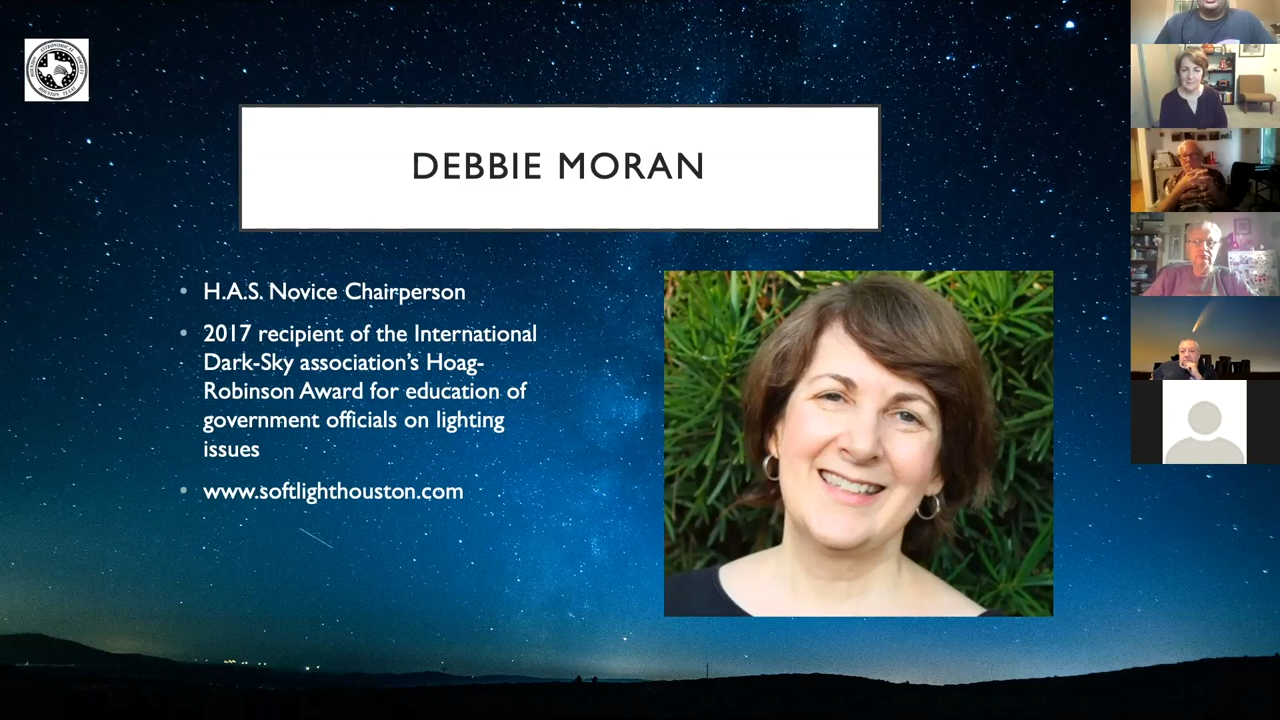 DEBBIE MORAN
H.A.S. Novice Chairperson
2017 recipient of the International
Dark-Sky association's Hoag-
Robinson Award for education of
government officials on lighting
issues
www.softlighthouston.com